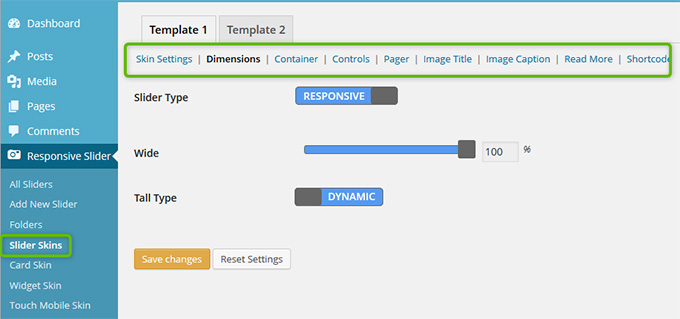 Dashboard
Posts
Media
Pages
Comments
Responsive Slider
All Sliders
Add New Slider
Folders
Slider Skins
Card Skin
Widget Skin
Touch Mobile Skin
Template 1 Template 2
Skin Settings | Dimensions | Container | Controls | Pager | Image Title | Image Caption | Read More | Shortcode
Slider Type RESPONSIVE
Wide 100 %
Tall Type DYNAMIC
Save changes Reset Settings